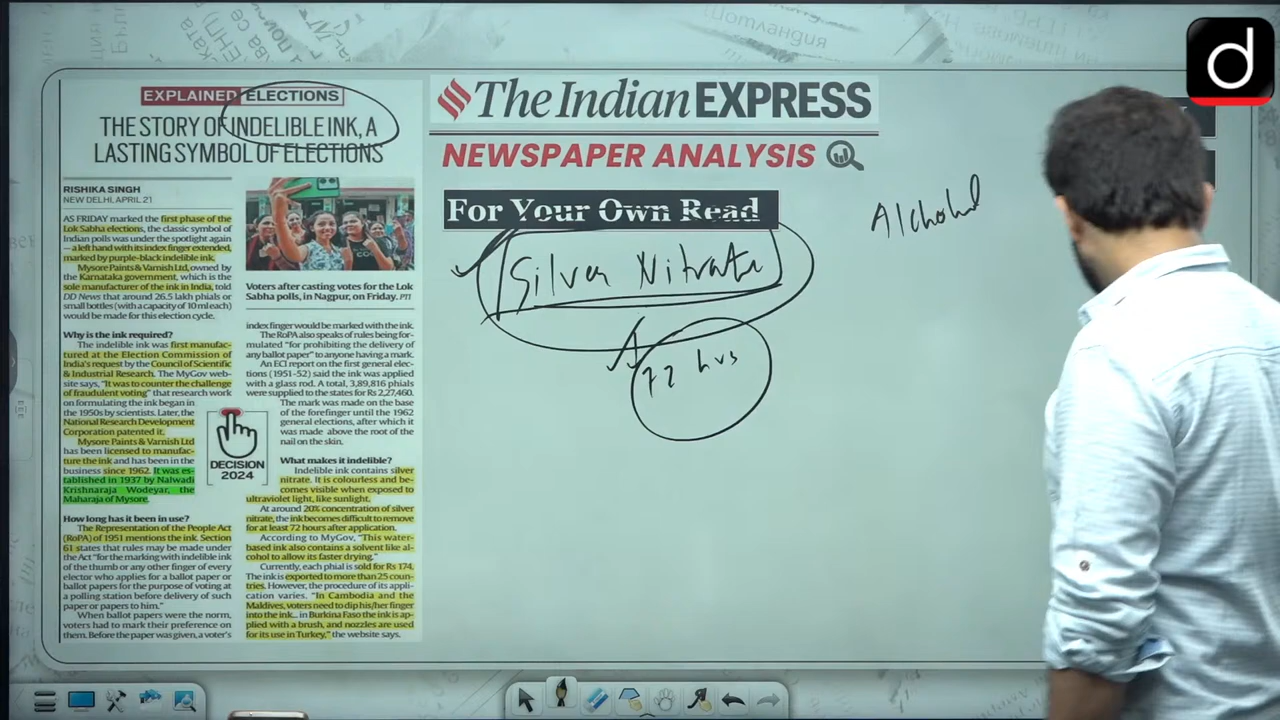 EXPLAINED ELECTIONS
THE STORY OF INDELIBLE INK, A
LASTING SYMBOL OF ELECTIONS
RISHIKA SINGH
NEW DELHI, APRIL 21
AS FRIDAY marked the first phase of the
Lok Sabha elections, the classic symbol of
Indian polls was under the spotlight again
— a left hand with its index finger extended,
marked by purple-black indelible ink.
Mysore Paints & Varnish Ltd, owned by
the Karnataka government, which is the
sole manufacturer of the ink in India, told
DD News that around 26.5 lakh phials or
small bottles (with a capacity of 10 ml each)
would be made for this election cycle.
Why is the ink required?
The indelible ink was first manufac-
tured at the Election Commission of
India's request by the Council of Scientific
& Industrial Research. The MyGov web-
site says, "It was to counter the challenge
of fraudulent voting" that research work
on formulating the ink began in
the 1950s by scientists. Later, the
National Research Development
Corporation patented it.
Mysore Paints & Varnish Ltd
has been licensed to manufac-
ture the ink and has been in the
business since 1962. It was es-
tablished in 1937 by Nalwadi
Krishnaraja Wodeyar, the
Maharaja of Mysore.
How long has it been in use?
The Representation of the People Act
(RoPA) of 1951 mentions the ink. Section
61 states that rules may be made under
the Act "for the marking with indelible ink
of the thumb or any other finger of every
elector who applies for a ballot paper or
ballot papers for the purpose of voting at
a polling station before delivery of such
paper or papers to him."
When ballot papers were the norm,
voters had to mark their preference on
them. Before the paper was given, a voter's
Voters after casting votes for the Lok
Sabha polls, in Nagpur, on Friday. PTI
index finger would be marked with the ink.
The RoPA also speaks of rules being for-
mulated "for prohibiting the delivery of
any ballot paper" to anyone having a mark.
An ECI report on the first general elec-
tions (1951-52) said the ink was applied
with a glass rod. A total, 3,89,816 phials
were supplied to the states for Rs 2,27,460.
The mark was made on the base
of the forefinger until the 1962
general elections, after which it
was made above the root of the
nail on the skin.
DECISION
2024
What makes it indelible?
Indelible ink contains silver
nitrate. It is colourless and be-
comes visible when exposed to
ultraviolet light, like sunlight.
At around 20% concentration of silver
nitrate, the ink becomes difficult to remove
for at least 72 hours after application.
According to MyGov, "This water-
based ink also contains a solvent like al-
cohol to allow its faster drying."
Currently, each phial is sold for Rs 174.
The ink is exported to more than 25 coun-
tries. However, the procedure of its appli-
cation varies. "In Cambodia and the
Maldives, voters need to dip his/her finger
into the ink... in Burkina Faso the ink is ap-
plied with a brush, and nozzles are used
for its use in Turkey," the website says.
The Indian EXPRESS
NEWSPAPER ANALYSIS
For Your Own Read
Silver Nitrate
72 hrs
Alchohol
d